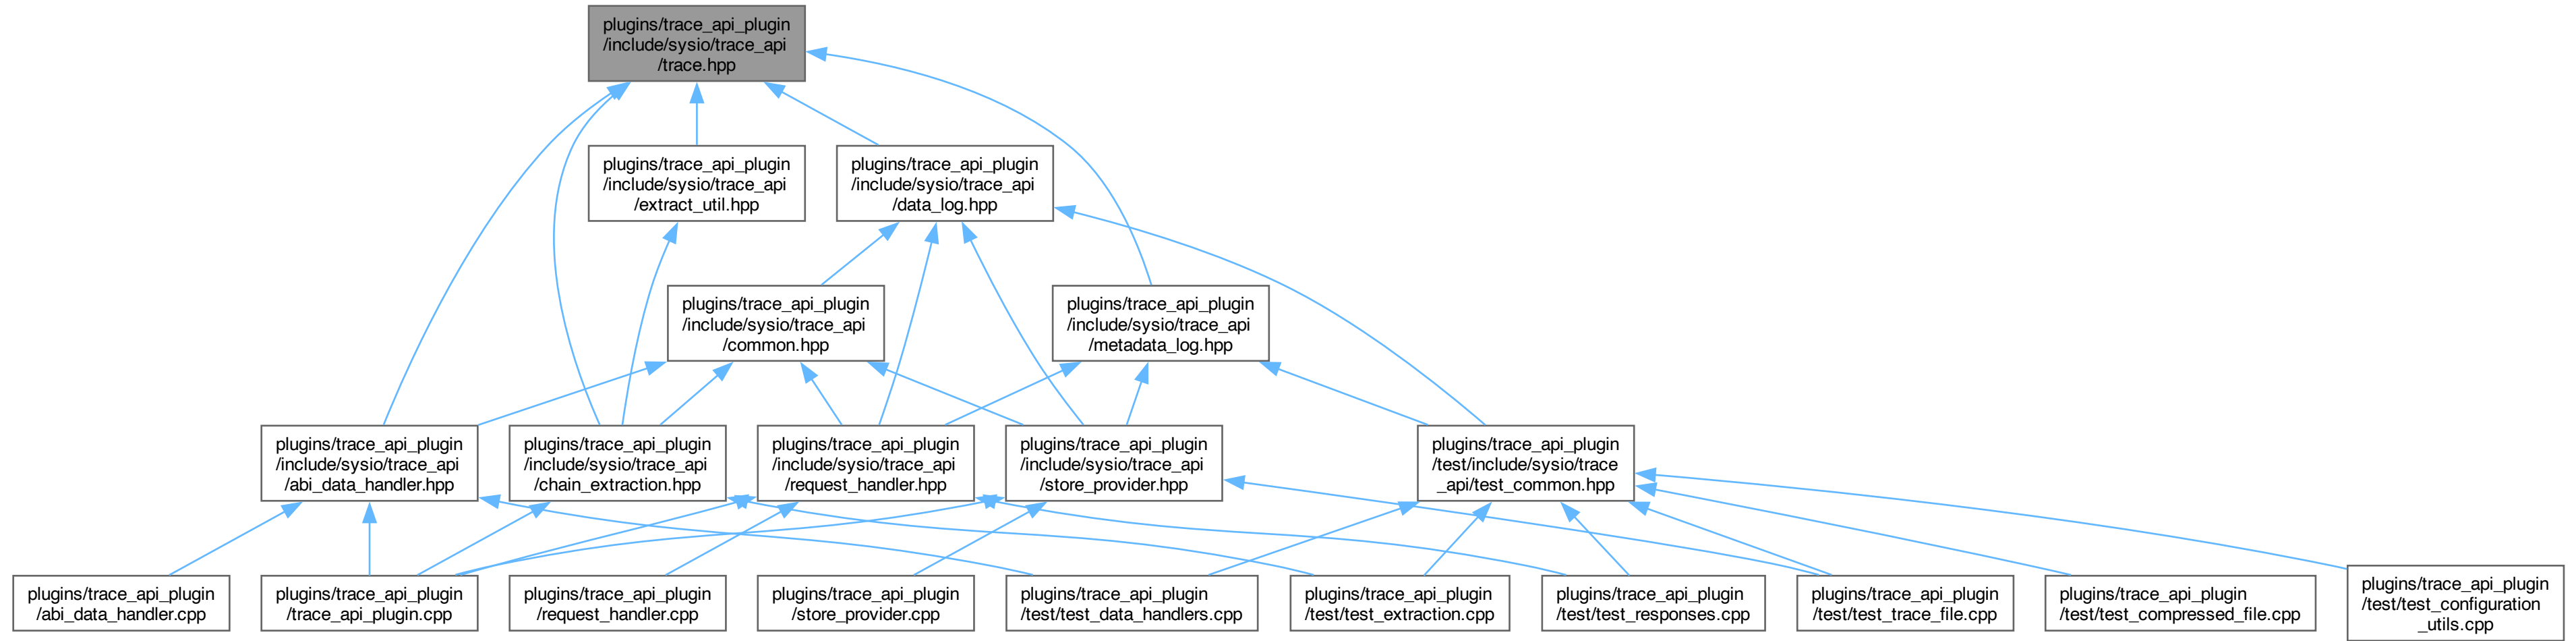 plugins/trace_api_plugin
/include/sysio/trace_api
/trace.hpp
plugins/trace_api_plugin
/include/sysio/trace_api
/extract_util.hpp
plugins/trace_api_plugin
/include/sysio/trace_api
/data_log.hpp
plugins/trace_api_plugin
/include/sysio/trace_api
/common.hpp
plugins/trace_api_plugin
/include/sysio/trace_api
/metadata_log.hpp
plugins/trace_api_plugin
/include/sysio/trace_api
/abi_data_handler.hpp
plugins/trace_api_plugin
/include/sysio/trace_api
/chain_extraction.hpp
plugins/trace_api_plugin
/include/sysio/trace_api
/request_handler.hpp
plugins/trace_api_plugin
/include/sysio/trace_api
/store_provider.hpp
plugins/trace_api_plugin
/test/include/sysio/trace
_api/test_common.hpp
plugins/trace_api_plugin
/abi_data_handler.cpp
plugins/trace_api_plugin
/trace_api_plugin.cpp
plugins/trace_api_plugin
/request_handler.cpp
plugins/trace_api_plugin
/store_provider.cpp
plugins/trace_api_plugin
/test/test_data_handlers.cpp
plugins/trace_api_plugin
/test/test_extraction.cpp
plugins/trace_api_plugin
/test/test_responses.cpp
plugins/trace_api_plugin
/test/test_trace_file.cpp
plugins/trace_api_plugin
/test/test_compressed_file.cpp
plugins/trace_api_plugin
/test/test_configuration
_utils.cpp